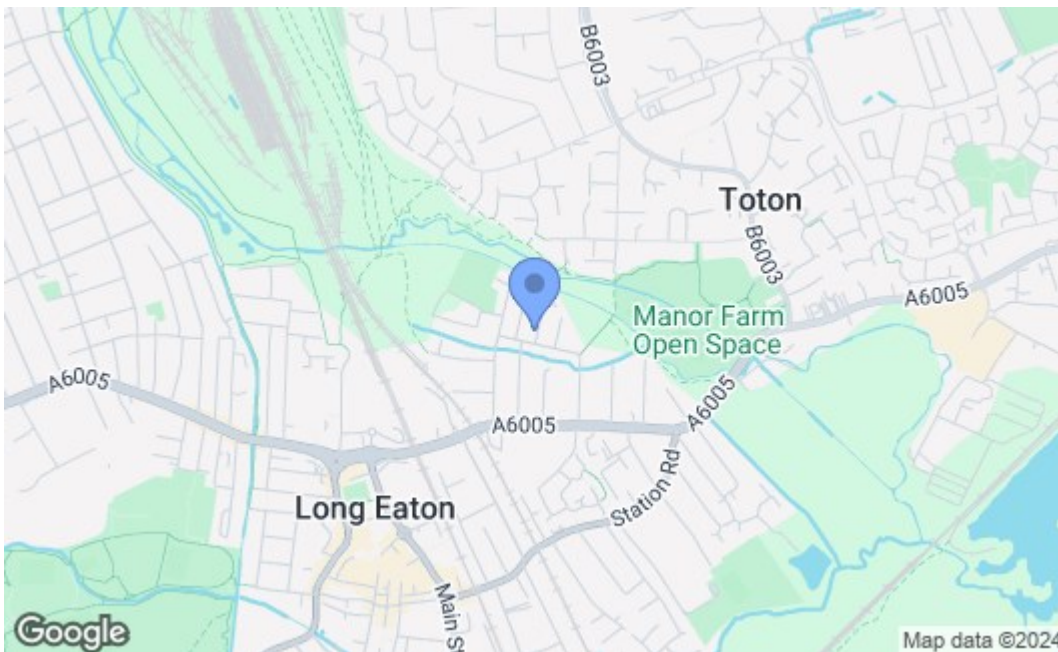 B6003
Toton
B6003
A6005
Manor Farm
Open Space
A6005
A6005
A6005
Station Rd
Long Eaton
Main St
Google
Map data ©2024